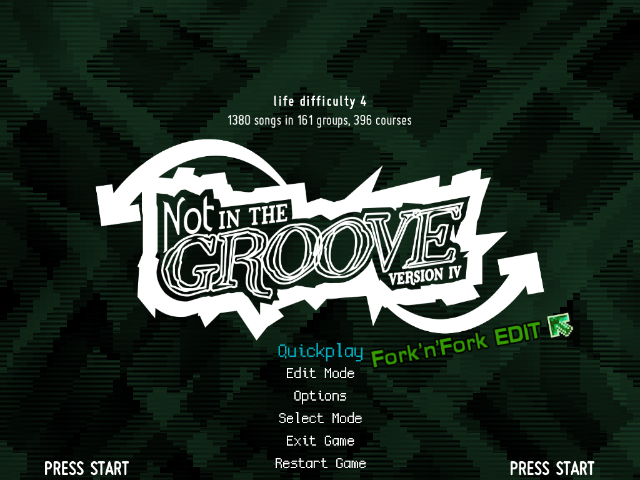 life difficulty 4
1380 songs in 161 groups, 396 courses
Not IN THE
GROOVE
VERSION IV
Fork'n'Fork EDIT
Quickplay
Edit Mode
Options
Select Mode
Exit Game
Restart Game
PRESS START
PRESS START